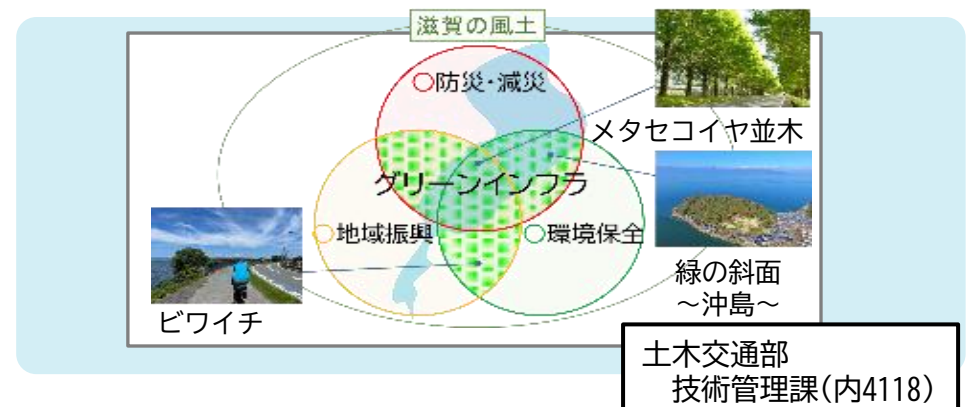 滋賀の風土
○防災・減災
メタセコイヤ並木
グリーンインフラ
○地域振興
○環境保全
緑の斜面
～沖島～
ビワイチ
土木交通部
技術管理課(内4118)